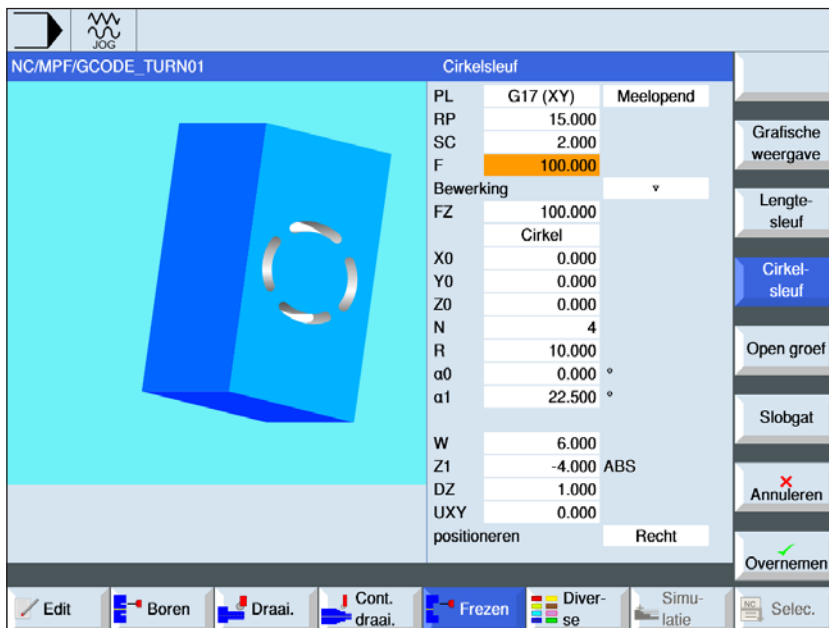 JOG
NC/MPF/GCODE_TURN01
Cirkelsleuf
PL G17 (XY) Meelopend
RP 15.000
SC 2.000
F 100.000
Bewerking ▿
FZ 100.000
Cirkel
X0 0.000
Y0 0.000
Z0 0.000
N 4
R 10.000
α0 0.000 °
α1 22.500 °
W 6.000
Z1 -4.000 ABS
DZ 1.000
UXY 0.000
positioneren Recht
Grafische
weergave
Lengte-
sleuf
Cirkel-
sleuf
Open groef
Slobgat
Annuleren
Overnemen
Edit
Boren
Draai.
Cont.
draai.
Frezen
Diver-
se
Simu-
latie
NC
Selec.